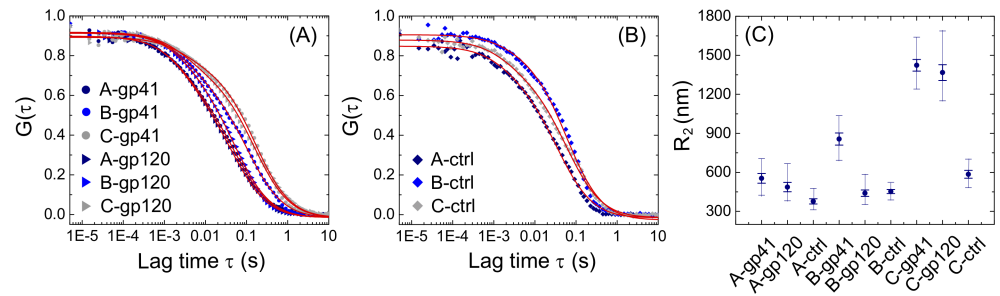 (A)
G(τ)
1.0
0.8
0.6
0.4
0.2
0.0
A-gp41
B-gp41
C-gp41
A-gp120
B-gp120
C-gp120
1E-5 1E-4 1E-3 0.01 0.1 1 10
Lag time τ (s)
(B)
G(τ)
1.0
0.8
0.6
0.4
0.2
0.0
A-ctrl
B-ctrl
C-ctrl
1E-5 1E-4 1E-3 0.01 0.1 1 10
Lag time τ (s)
(C)
R₂ (nm)
1800
1500
1200
900
600
300
A-gp41
A-gp120
A-ctrl
B-gp41
B-gp120
B-ctrl
C-gp41
C-gp120
C-ctrl